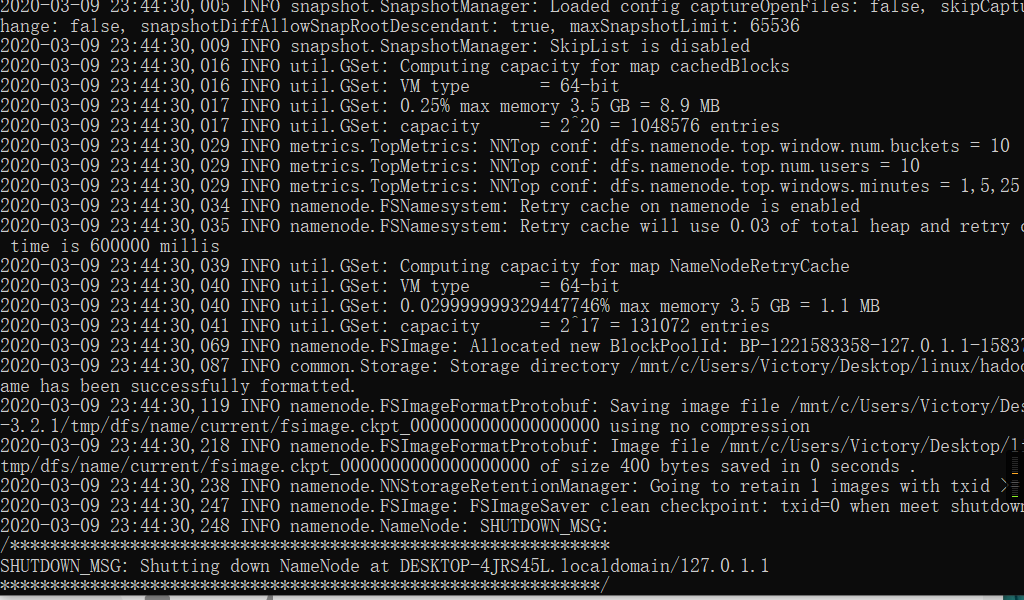 2020-03-09 23:44:30,005 INFO snapshot.SnapshotManager: Loaded config captureOpenFiles: false, skipCaptu
hange: false, snapshotDiffAllowSnapRootDescendant: true, maxSnapshotLimit: 65536
2020-03-09 23:44:30,009 INFO snapshot.SnapshotManager: SkipList is disabled
2020-03-09 23:44:30,016 INFO util.GSet: Computing capacity for map cachedBlocks
2020-03-09 23:44:30,016 INFO util.GSet: VM type       = 64-bit
2020-03-09 23:44:30,017 INFO util.GSet: 0.25% max memory 3.5 GB = 8.9 MB
2020-03-09 23:44:30,017 INFO util.GSet: capacity      = 2^20 = 1048576 entries
2020-03-09 23:44:30,029 INFO metrics.TopMetrics: NNTop conf: dfs.namenode.top.window.num.buckets = 10
2020-03-09 23:44:30,029 INFO metrics.TopMetrics: NNTop conf: dfs.namenode.top.num.users = 10
2020-03-09 23:44:30,029 INFO metrics.TopMetrics: NNTop conf: dfs.namenode.top.windows.minutes = 1,5,25
2020-03-09 23:44:30,034 INFO namenode.FSNamesystem: Retry cache on namenode is enabled
2020-03-09 23:44:30,035 INFO namenode.FSNamesystem: Retry cache will use 0.03 of total heap and retry c
time is 600000 millis
2020-03-09 23:44:30,039 INFO util.GSet: Computing capacity for map NameNodeRetryCache
2020-03-09 23:44:30,040 INFO util.GSet: VM type       = 64-bit
2020-03-09 23:44:30,040 INFO util.GSet: 0.029999999329447746% max memory 3.5 GB = 1.1 MB
2020-03-09 23:44:30,041 INFO util.GSet: capacity      = 2^17 = 131072 entries
2020-03-09 23:44:30,069 INFO namenode.FSImage: Allocated new BlockPoolId: BP-1221583358-127.0.1.1-15837
2020-03-09 23:44:30,087 INFO common.Storage: Storage directory /mnt/c/Users/Victory/Desktop/linux/hadoo
ame has been successfully formatted.
2020-03-09 23:44:30,119 INFO namenode.FSImageFormatProtobuf: Saving image file /mnt/c/Users/Victory/Des
-3.2.1/tmp/dfs/name/current/fsimage.ckpt_0000000000000000000 using no compression
2020-03-09 23:44:30,218 INFO namenode.FSImageFormatProtobuf: Image file /mnt/c/Users/Victory/Desktop/li
tmp/dfs/name/current/fsimage.ckpt_0000000000000000000 of size 400 bytes saved in 0 seconds .
2020-03-09 23:44:30,238 INFO namenode.NNStorageRetentionManager: Going to retain 1 images with txid >
2020-03-09 23:44:30,247 INFO namenode.FSImage: FSImageSaver clean checkpoint: txid=0 when meet shutdown
2020-03-09 23:44:30,248 INFO namenode.NameNode: SHUTDOWN_MSG:
/************************************************************
SHUTDOWN_MSG: Shutting down NameNode at DESKTOP-4JRS45L.localdomain/127.0.1.1
************************************************************/